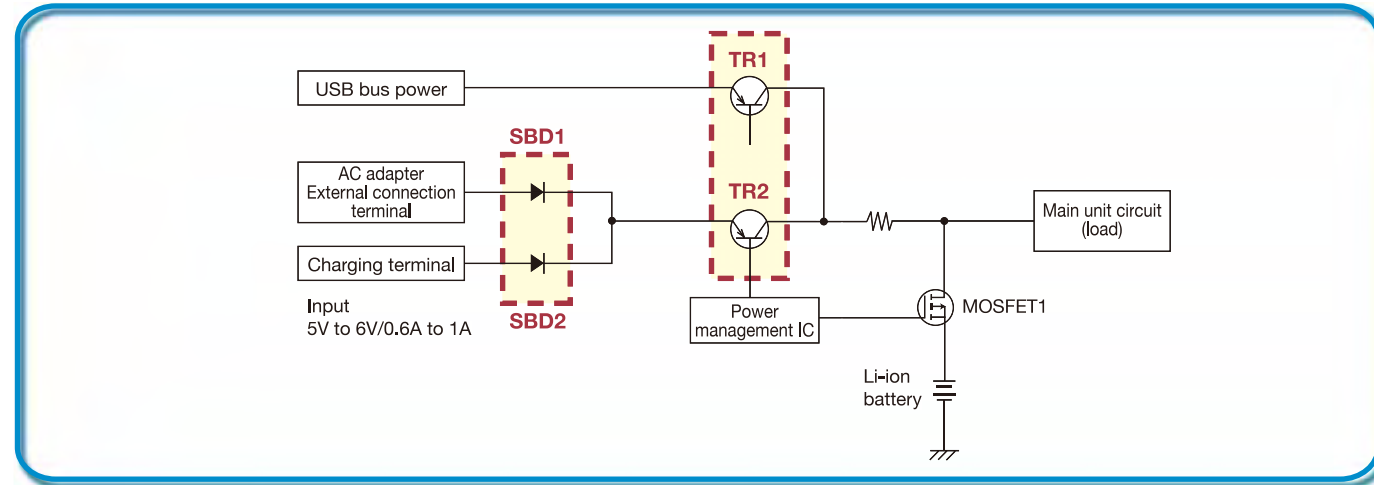 TR1
USB bus power
SBD1
AC adapter
External connection
terminal
TR2
Main unit circuit
(load)
Charging terminal
Input
5V to 6V/0.6A to 1A
SBD2
Power
management IC
MOSFET1
Li-ion
battery